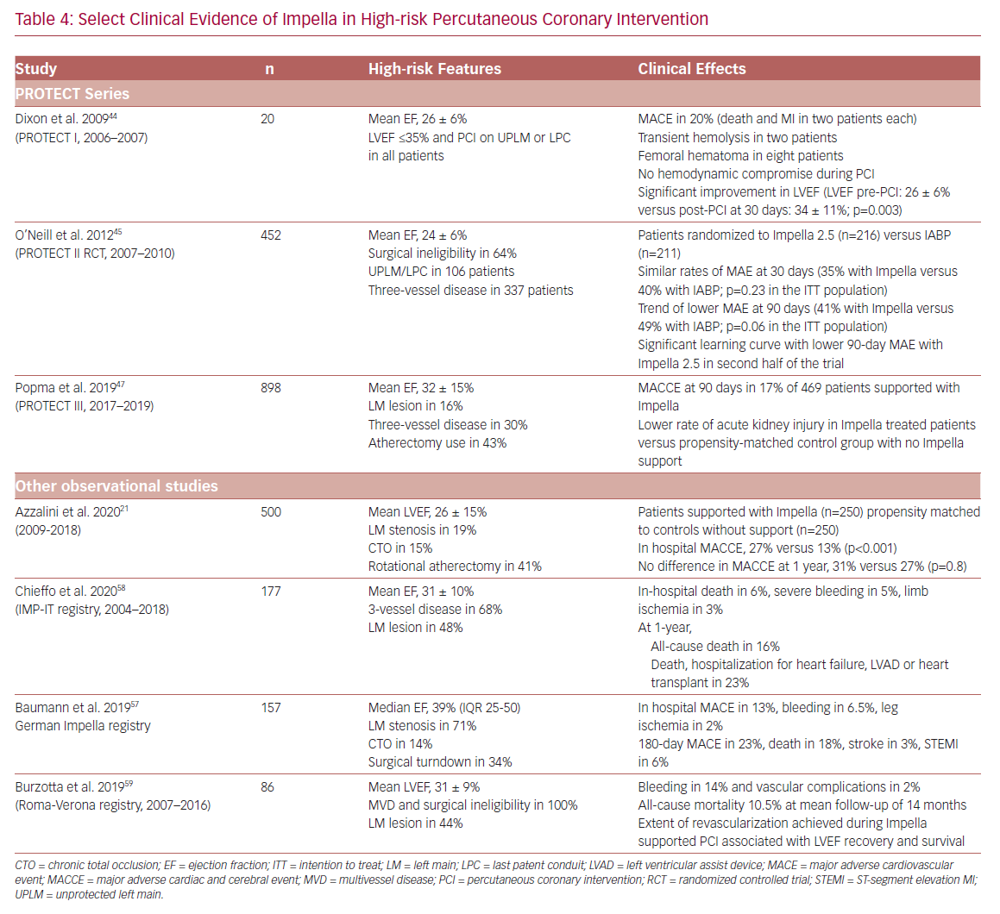 Table 4: Select Clinical Evidence of Impella in High-risk Percutaneous Coronary Intervention
Study n High-risk Features Clinical Effects
PROTECT Series
Dixon et al. 2009⁴⁴ 20 Mean EF, 26 ± 6% MACE in 20% (death and MI in two patients each)
(PROTECT I, 2006–2007) LVEF ≤35% and PCI on UPLM or LPC Transient hemolysis in two patients
in all patients Femoral hematoma in eight patients
No hemodynamic compromise during PCI
Significant improvement in LVEF (LVEF pre-PCI: 26 ± 6%
versus post-PCI at 30 days: 34 ± 11%; p=0.003)
O’Neill et al. 2012⁴⁵ 452 Mean EF, 24 ± 6% Patients randomized to Impella 2.5 (n=216) versus IABP
(PROTECT II RCT, 2007–2010) Surgical ineligibility in 64% (n=211)
UPLM/LPC in 106 patients Similar rates of MAE at 30 days (35% with Impella versus
Three-vessel disease in 337 patients 40% with IABP; p=0.23 in the ITT population)
Trend of lower MAE at 90 days (41% with Impella versus
49% with IABP; p=0.06 in the ITT population)
Significant learning curve with lower 90-day MAE with
Impella 2.5 in second half of the trial
Popma et al. 2019⁴⁷ 898 Mean EF, 32 ± 15% MACCE at 90 days in 17% of 469 patients supported with
(PROTECT III, 2017–2019) LM lesion in 16% Impella
Three-vessel disease in 30% Lower rate of acute kidney injury in Impella treated patients
Atherectomy use in 43% versus propensity-matched control group with no Impella
support
Other observational studies
Azzalini et al. 2020²¹ 500 Mean LVEF, 26 ± 15% Patients supported with Impella (n=250) propensity matched
(2009-2018) LM stenosis in 19% to controls without support (n=250)
CTO in 15% In hospital MACCE, 27% versus 13% (p<0.001)
Rotational atherectomy in 41% No difference in MACCE at 1 year, 31% versus 27% (p=0.8)
Chieffo et al. 2020⁵⁸ 177 Mean EF, 31 ± 10% In-hospital death in 6%, severe bleeding in 5%, limb
(IMP-IT registry, 2004–2018) 3-vessel disease in 68% ischemia in 3%
LM lesion in 48% At 1-year,
All-cause death in 16%
Death, hospitalization for heart failure, LVAD or heart
transplant in 23%
Baumann et al. 2019⁵⁷ 157 Median EF, 39% (IQR 25-50) In hospital MACE in 13%, bleeding in 6.5%, leg
German Impella registry LM stenosis in 71% ischemia in 2%
CTO in 14% 180-day MACE in 23%, death in 18%, stroke in 3%, STEMI
Surgical turndown in 34% in 6%
Burzotta et al. 2019⁵⁹ 86 Mean LVEF, 31 ± 9% Bleeding in 14% and vascular complications in 2%
(Roma-Verona registry, 2007–2016) MVD and surgical ineligibility in 100% All-cause mortality 10.5% at mean follow-up of 14 months
LM lesion in 44% Extent of revascularization achieved during Impella
supported PCI associated with LVEF recovery and survival
CTO = chronic total occlusion; EF = ejection fraction; ITT = intention to treat; LM = left main; LPC = last patent conduit; LVAD = left ventricular assist device; MACE = major adverse cardiovascular
event; MACCE = major adverse cardiac and cerebral event; MVD = multivessel disease; PCI = percutaneous coronary intervention; RCT = randomized controlled trial; STEMI = ST-segment elevation MI;
UPLM = unprotected left main.